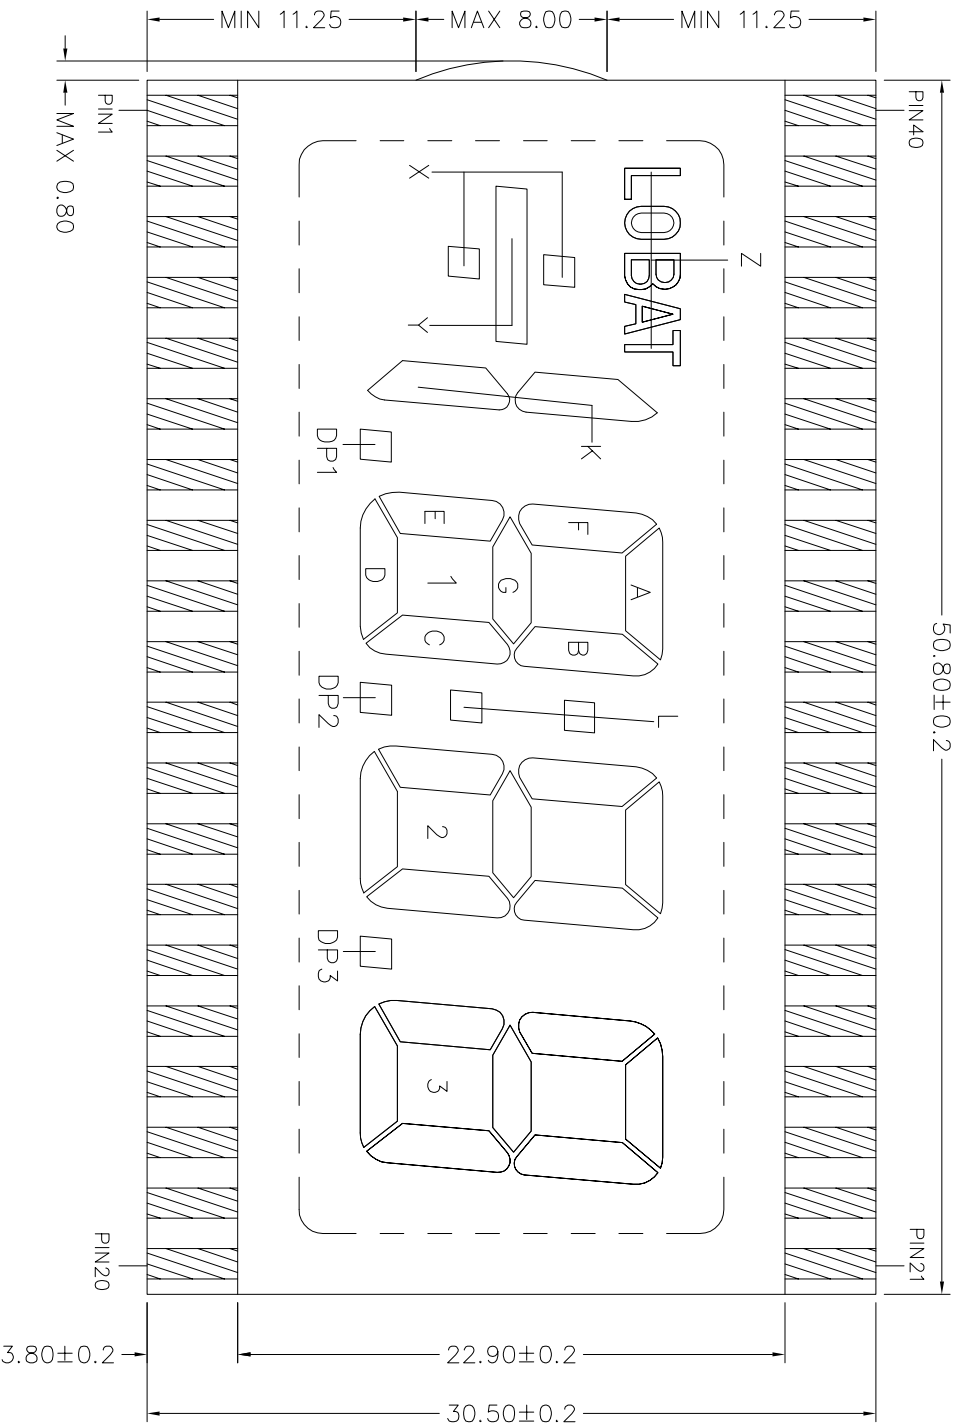 MIN 11.25
MAX 8.00
MIN 11.25
MAX 0.80
PIN1
PIN40
X
LOBAT
Z
Y
K
DP1
E
F
D
1
G
A
C
B
DP2
L
2
DP3
3
50.80±0.2
PIN20
PIN21
3.80±0.2
22.90±0.2
30.50±0.2